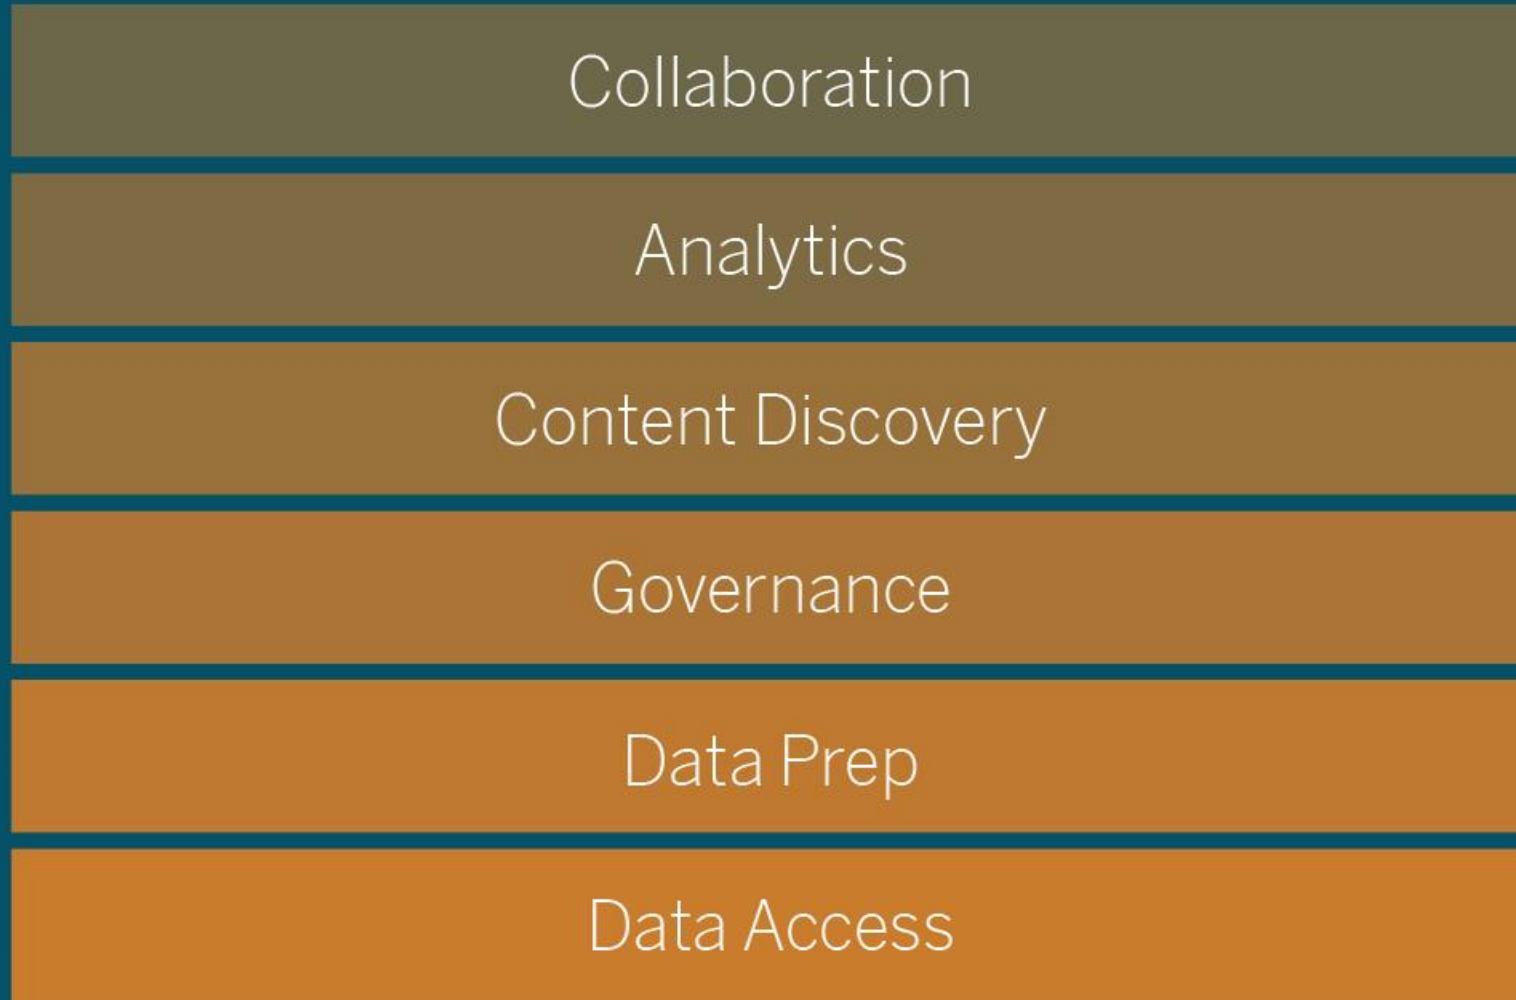 Collaboration
Analytics
Content Discovery
Governance
Data Prep
Data Access